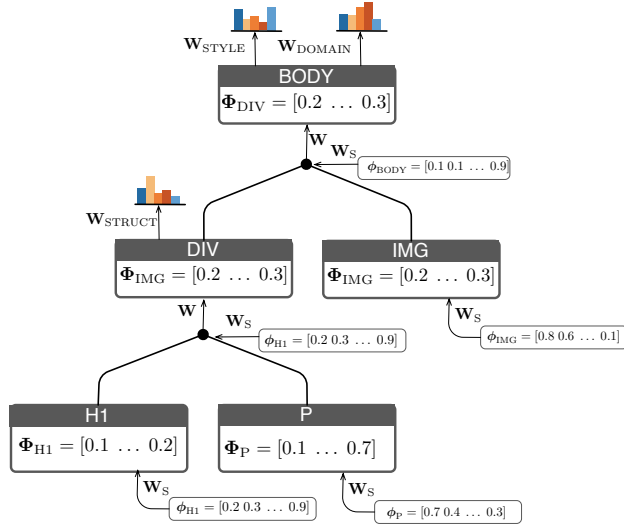 W_STYLE
W_DOMAIN
BODY
Φ_DIV = [0.2 … 0.3]
W
W_S
ϕ_BODY = [0.1 0.1 … 0.9]
W_STRUCT
DIV
Φ_IMG = [0.2 … 0.3]
IMG
Φ_IMG = [0.2 … 0.3]
W
W_S
ϕ_H1 = [0.2 0.3 … 0.9]
W_S
ϕ_IMG = [0.8 0.6 … 0.1]
H1
Φ_H1 = [0.1 … 0.2]
P
Φ_P = [0.1 … 0.7]
W_S
ϕ_H1 = [0.2 0.3 … 0.9]
W_S
ϕ_P = [0.7 0.4 … 0.3]